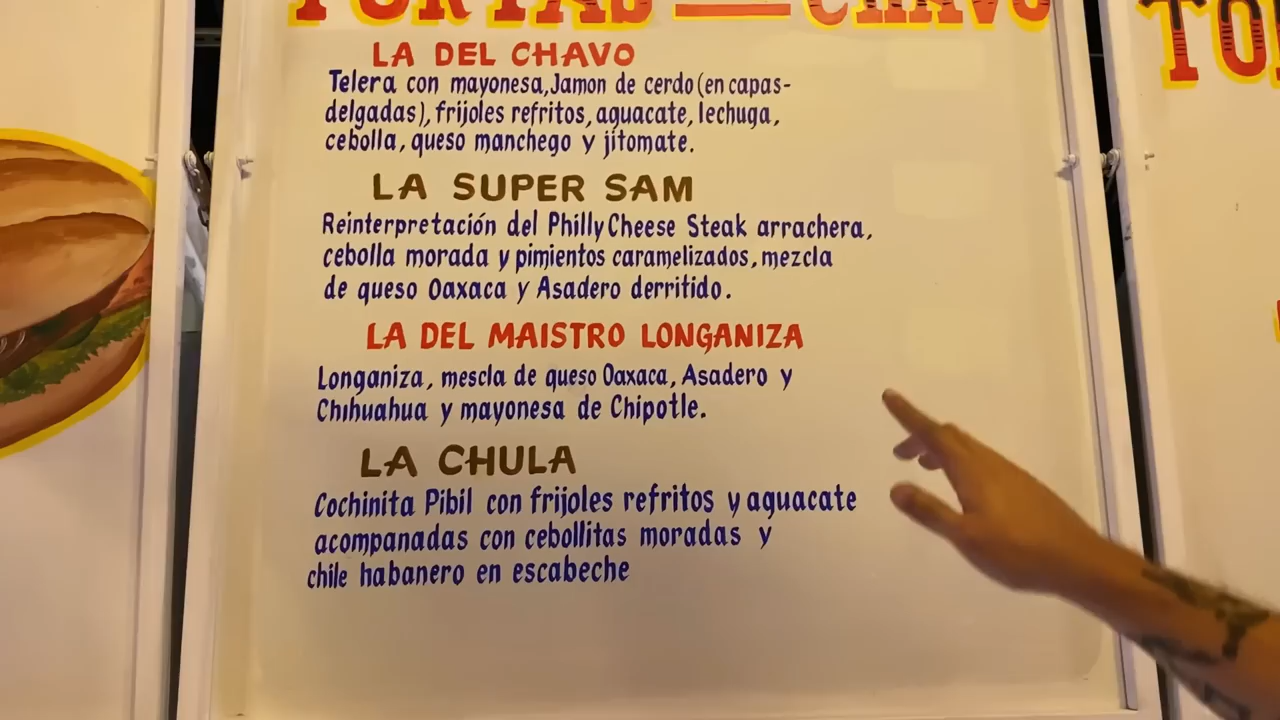 TORTAS — CHAVO
LA DEL CHAVO
Telera con mayonesa, Jamon de cerdo (en capas-
delgadas), frijoles refritos, aguacate, lechuga,
cebolla, queso manchego y jitomate.
LA SUPER SAM
Reinterpretación del Philly Cheese Steak arrachera,
cebolla morada y pimientos caramelizados, mezcla
de queso Oaxaca y Asadero derritido.
LA DEL MAISTRO LONGANIZA
Longaniza, mescla de queso Oaxaca, Asadero y
Chihuahua y mayonesa de Chipotle.
LA CHULA
Cochinita Pibil con frijoles refritos y aguacate
acompanadas con cebollitas moradas y
chile habanero en escabeche